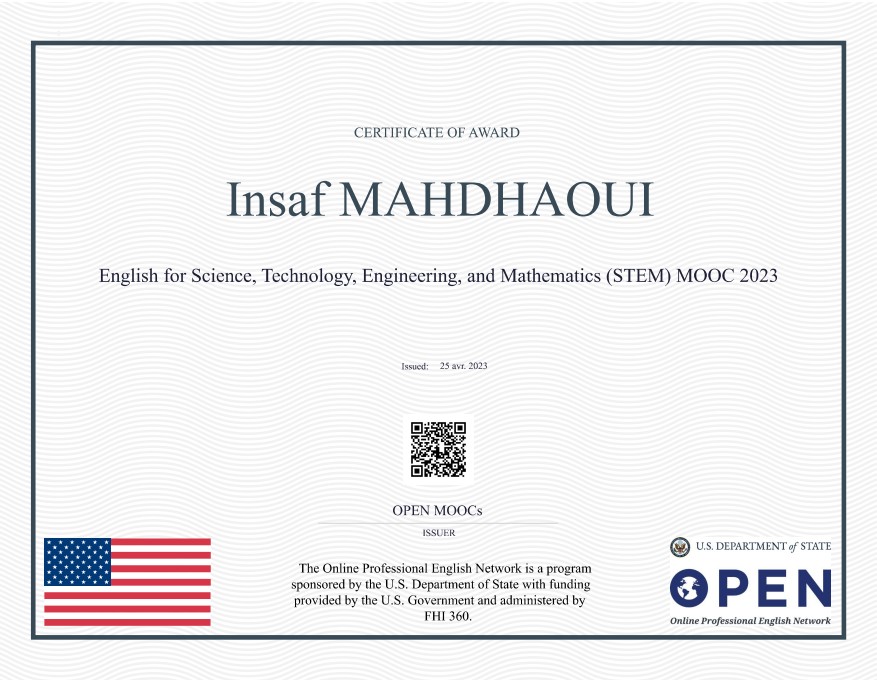 CERTIFICATE OF AWARD
Insaf MAHDHAOUI
English for Science, Technology, Engineering, and Mathematics (STEM) MOOC 2023
Issued: 25 avr. 2023
OPEN MOOCs
ISSUER
The Online Professional English Network is a program
sponsored by the U.S. Department of State with funding
provided by the U.S. Government and administered by
FHI 360.
U.S. DEPARTMENT of STATE
OPEN
Online Professional English Network